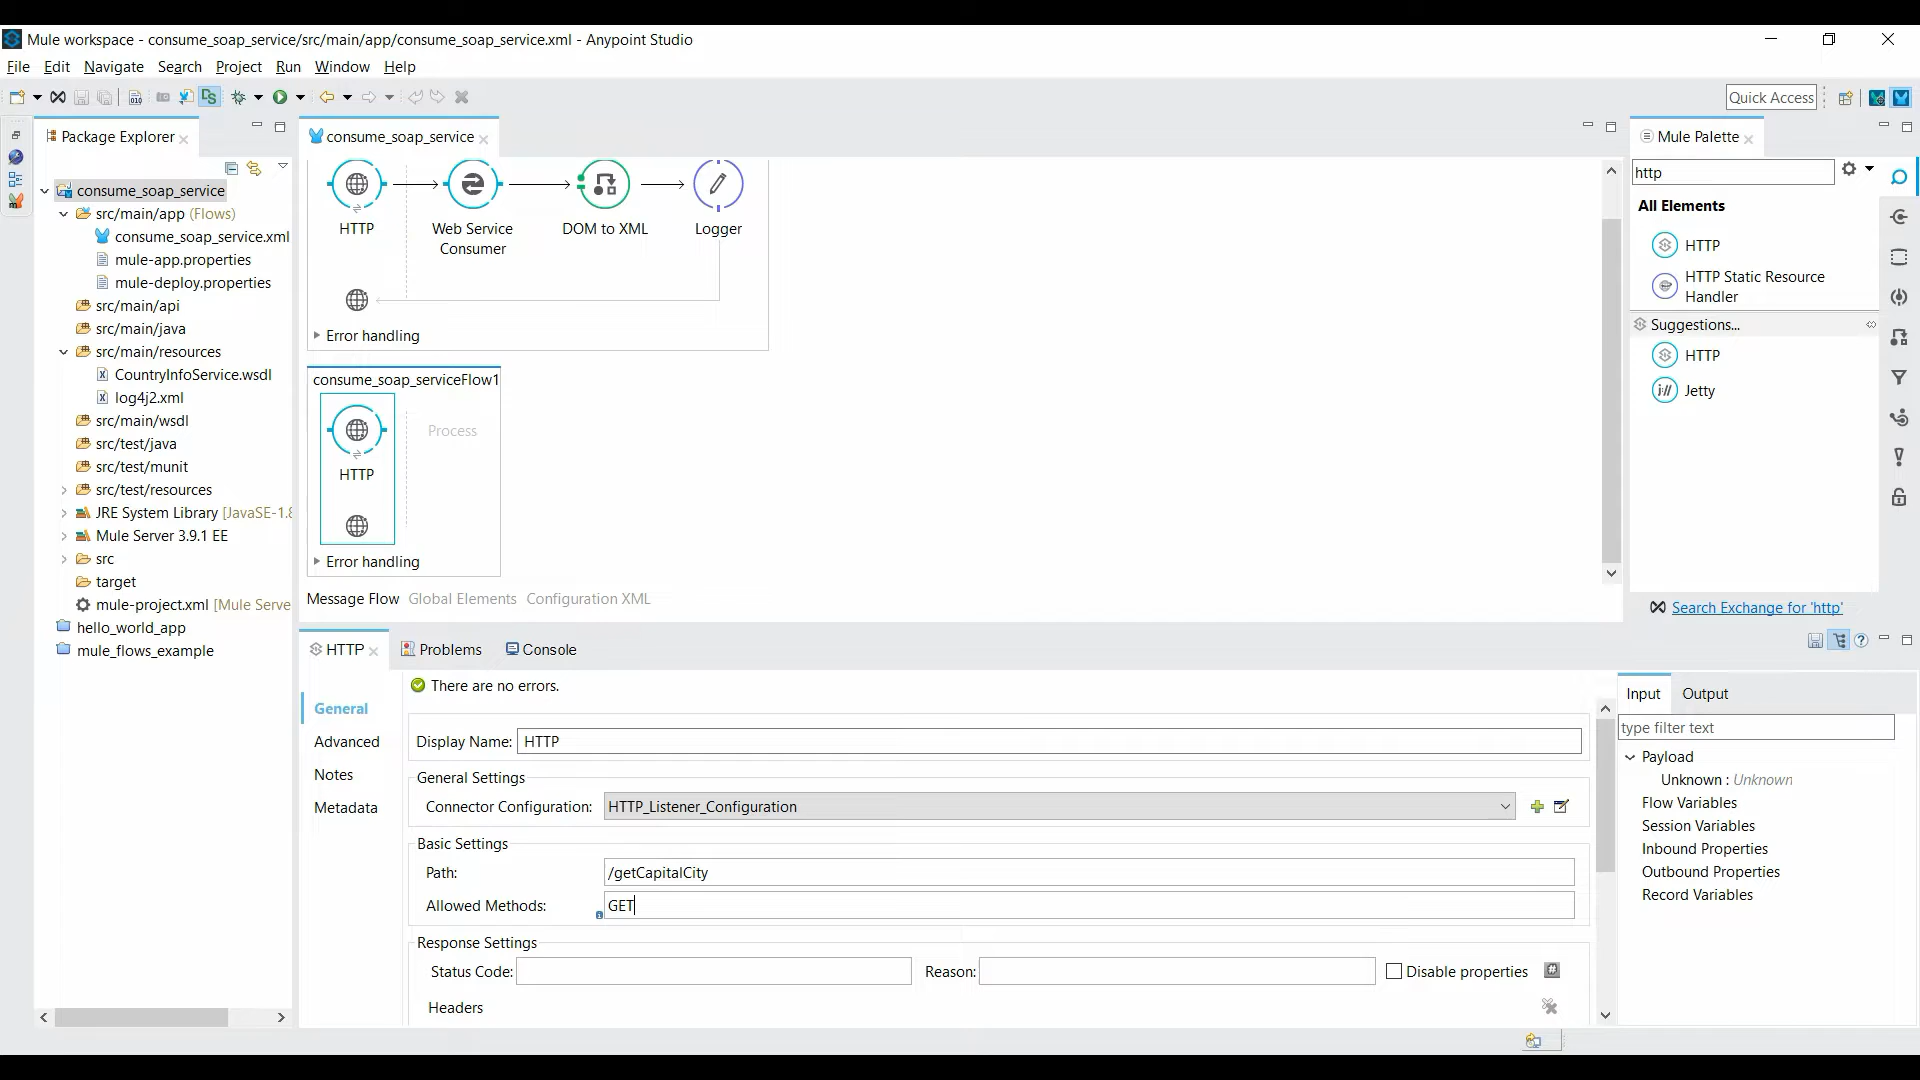 Mule workspace - consume_soap_service/src/main/app/consume_soap_service.xml - Anypoint Studio
File Edit Navigate Search Project Run Window Help
Quick Access
Package Explorer
consume_soap_service
src/main/app (Flows)
consume_soap_service.xml
mule-app.properties
mule-deploy.properties
src/main/api
src/main/java
src/main/resources
CountryInfoService.wsdl
log4j2.xml
src/main/wsdl
src/test/java
src/test/munit
src/test/resources
JRE System Library [JavaSE-1.8
Mule Server 3.9.1 EE
src
target
mule-project.xml [Mule Serve
hello_world_app
mule_flows_example
consume_soap_service
HTTP
Web Service
Consumer
DOM to XML
Logger
Error handling
consume_soap_serviceFlow1
HTTP
Process
Error handling
Message Flow Global Elements Configuration XML
Mule Palette
http
All Elements
HTTP
HTTP Static Resource
Handler
Suggestions...
HTTP
Jetty
Search Exchange for 'http'
HTTP Problems Console
General
Advanced
Notes
Metadata
There are no errors.
Display Name: HTTP
General Settings
Connector Configuration: HTTP_Listener_Configuration
Basic Settings
Path: /getCapitalCity
Allowed Methods: GET
Response Settings
Status Code: Reason: Disable properties
Headers
Input Output
type filter text
Payload
Unknown : Unknown
Flow Variables
Session Variables
Inbound Properties
Outbound Properties
Record Variables